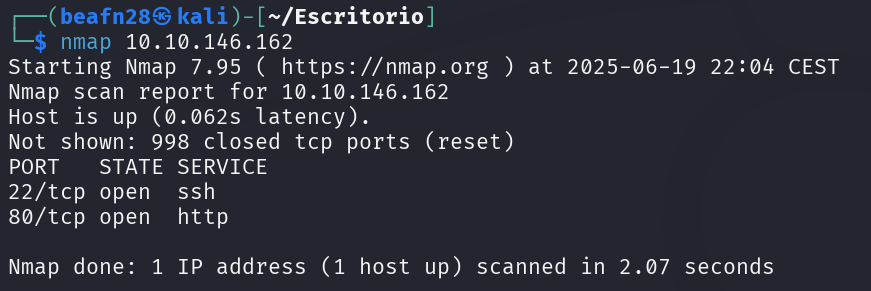 ┌──(beafn28㉿kali)-[~/Escritorio]
└─$ nmap 10.10.146.162
Starting Nmap 7.95 ( https://nmap.org ) at 2025-06-19 22:04 CEST
Nmap scan report for 10.10.146.162
Host is up (0.062s latency).
Not shown: 998 closed tcp ports (reset)
PORT   STATE SERVICE
22/tcp open  ssh
80/tcp open  http
Nmap done: 1 IP address (1 host up) scanned in 2.07 seconds